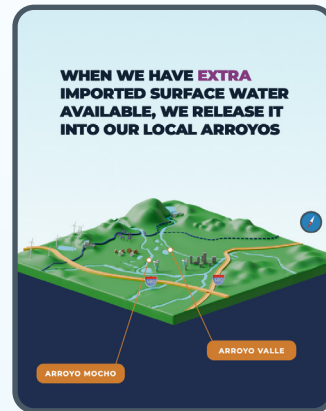 WHEN WE HAVE EXTRA
IMPORTED SURFACE WATER
AVAILABLE, WE RELEASE IT
INTO OUR LOCAL ARROYOS
ARROYO VALLE
ARROYO MOCHO